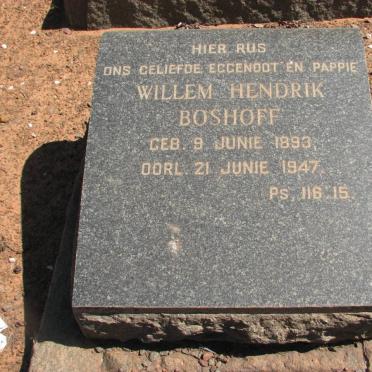 HIER RUS
ONS GELIEFDE EGGENOOT EN PAPPIE
WILLEM HENDRIK
BOSHOFF
GEB. 9 JUNIE 1893.
OORL. 21 JUNIE 1947.
Ps. 116:15.